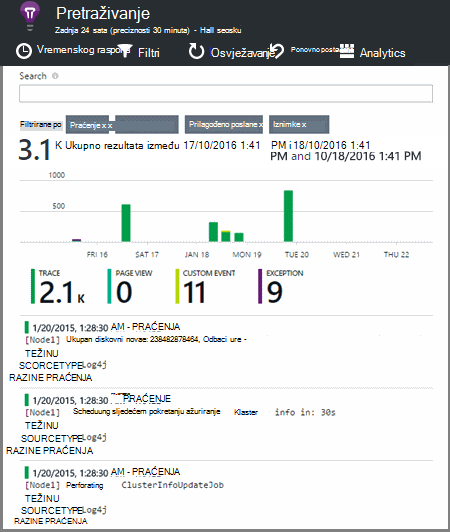 Pretraživanje
Zadnja 24 sata (preciznosti 30 minuta) - Hall seosku
Vremenskog raspona Filtri Osvježavanje Ponovno Analytics
Search
Filtrirane po Praćenje x x Prilagođeno poslane x Iznimke x
3.1 K Ukupno rezultata između 17/10/2016 1:41 PM i 18/10/2016 1:41
PM and 10/18/2016 1:41 PM
1000
500
FRI 16 SAT 17 JAN 18 MON 19 TUE 20 WED 21 THU 22
TRACE PAGE VIEW CUSTOM EVENT EXCEPTION
2.1 K 0 11 9
1/20/2015, 1:28:30 AM - PRAĆENJA
[Node1] Ukupan diskovni novae: 238482878464, Odbaci ure -
TEŽINU
SCORCETYPE Log4j
RAZINE PRAĆENJA
1/20/2015, 1:28:30 PRAĆENJE
[Node1] Scheduung sljedećem pokretanju ažuriranje Klaster info in: 30s
TEŽINU
SOURCETYPE Log4j
RAZINE PRAĆENJA
1/20/2015, 1:28:30 AM - PRAĆENJA
[Node1] Perforating ClusterInfoUpdateJob
TEŽINU
SOURCETYPE Log4j
RAZINE PRAĆENJA